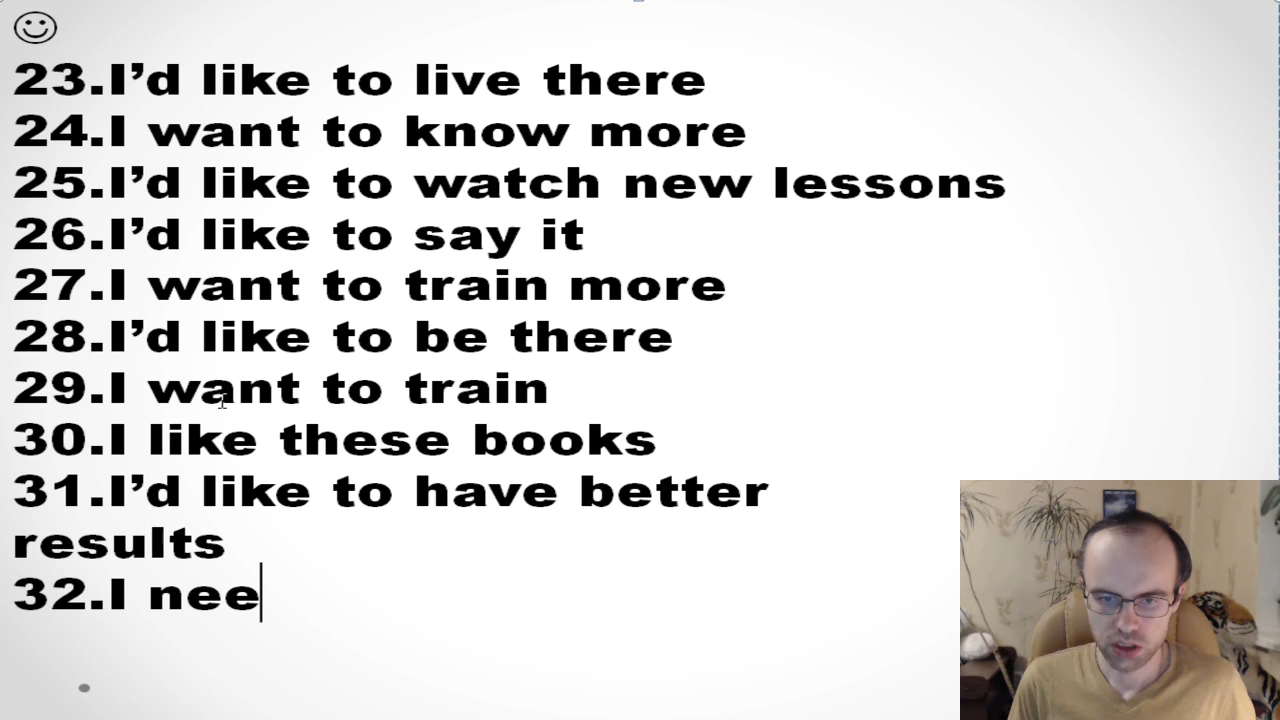 23.I’d like to live there
24.I want to know more
25.I’d like to watch new lessons
26.I’d like to say it
27.I want to train more
28.I’d like to be there
29.I want to train
30.I like these books
31.I’d like to have better
results
32.I nee